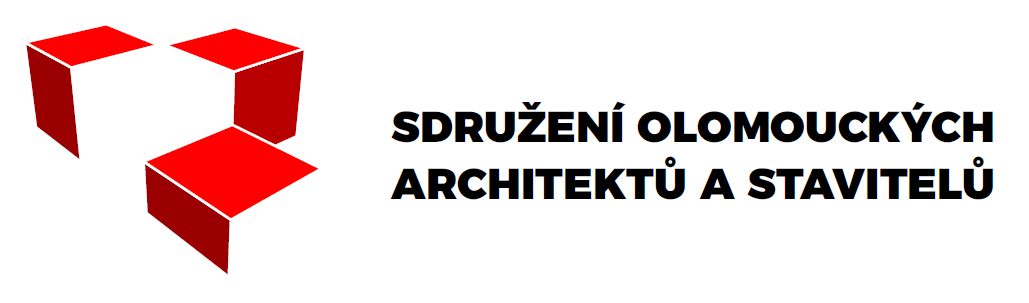 SDRUŽENÍ OLOMOUCKÝCH
ARCHITEKTŮ A STAVITELŮ